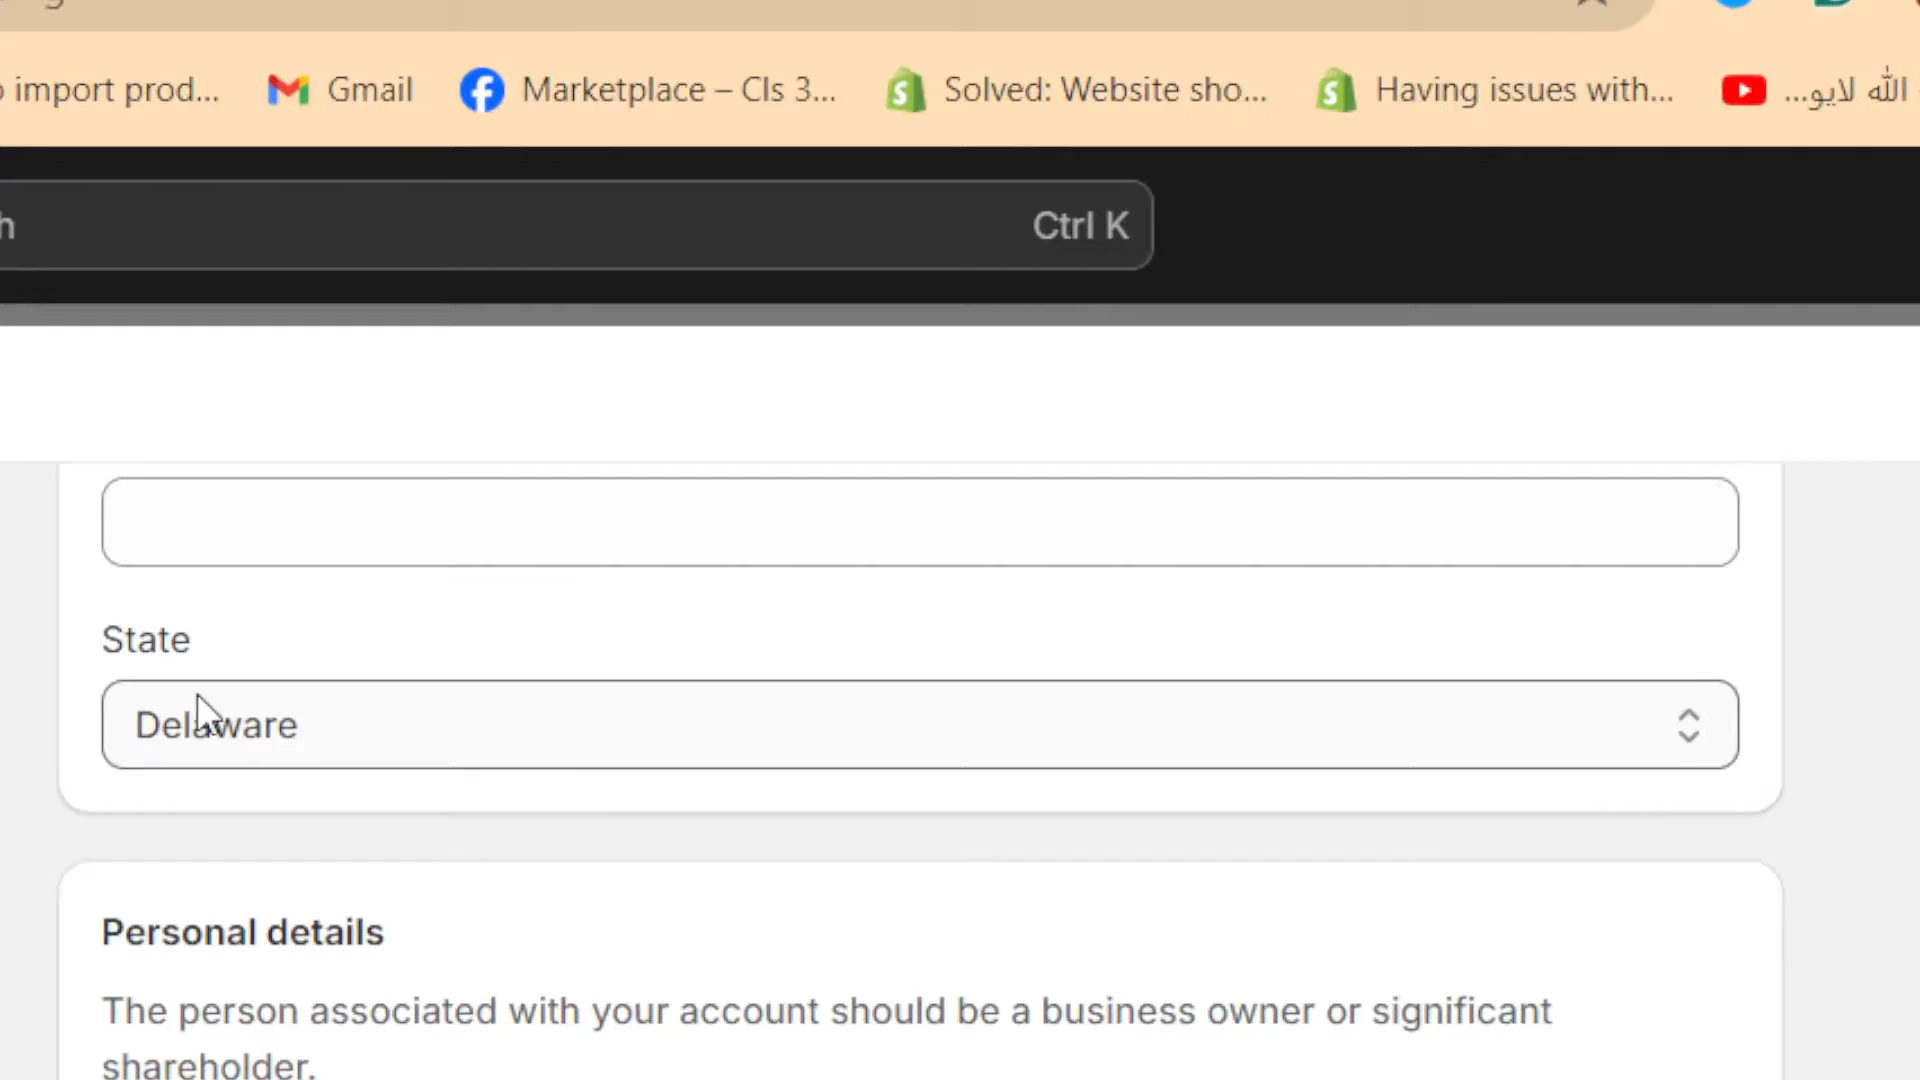 import prod... Gmail Marketplace – Cls 3... Solved: Website sho... Having issues with... الله لايو...
Ctrl K
State
Delaware
Personal details
The person associated with your account should be a business owner or significant
shareholder.